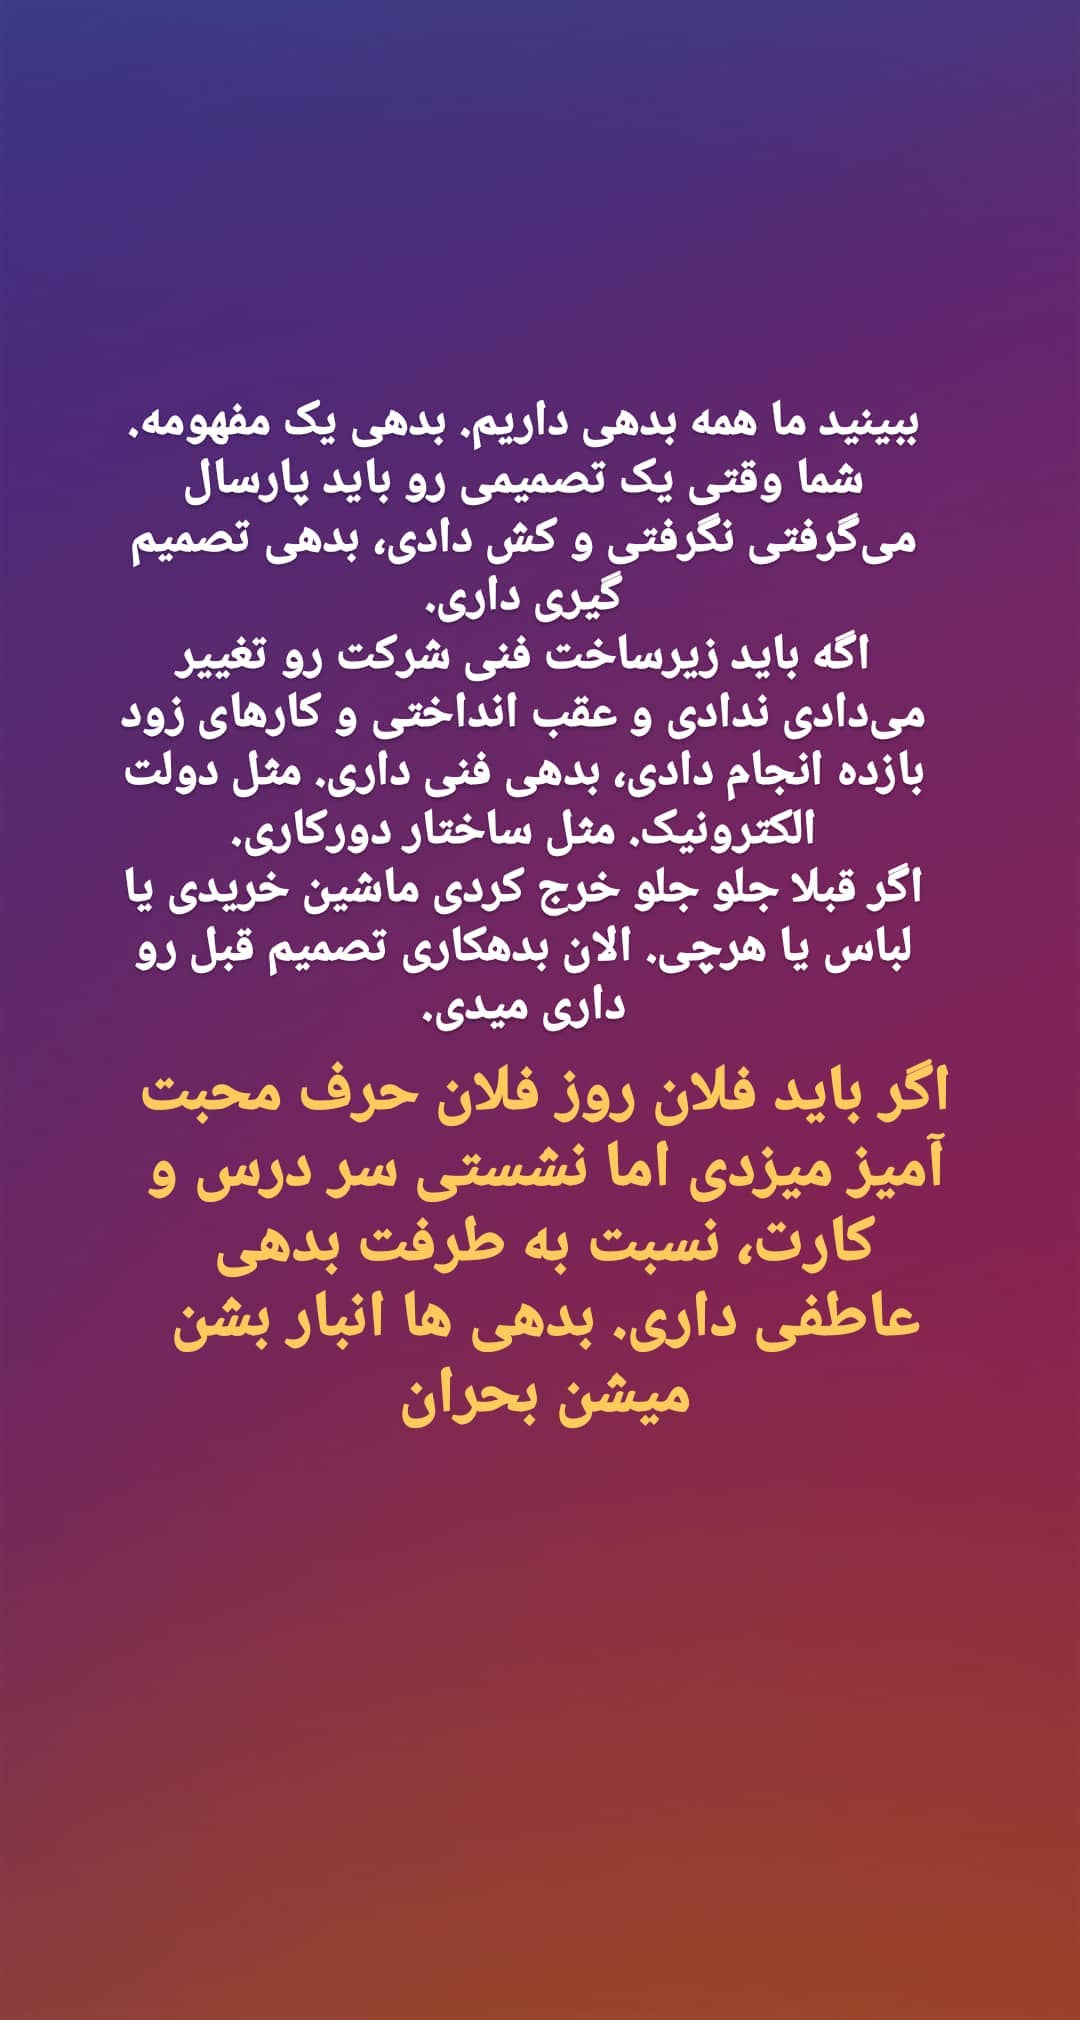 ببینید ما همه بدهی داریم. بدهی یک مفهومه.
شما وقتی یک تصمیمی رو باید پارسال
می‌گرفتی نگرفتی و کش دادی، بدهی تصمیم
گیری داری.
اگه باید زیرساخت فنی شرکت رو تغییر
می‌دادی ندادی و عقب انداختی و کارهای زود
بازده انجام دادی، بدهی فنی داری. مثل دولت
الکترونیک. مثل ساختار دورکاری.
اگر قبلا جلو جلو خرج کردی ماشین خریدی یا
لباس یا هرچی. الان بدهکاری تصمیم قبل رو
داری میدی.
اگر باید فلان روز فلان حرف محبت
آمیز میزدی اما نشستی سر درس و
کارت، نسبت به طرفت بدهی
عاطفی داری. بدهی ها انبار بشن
میشن بحران